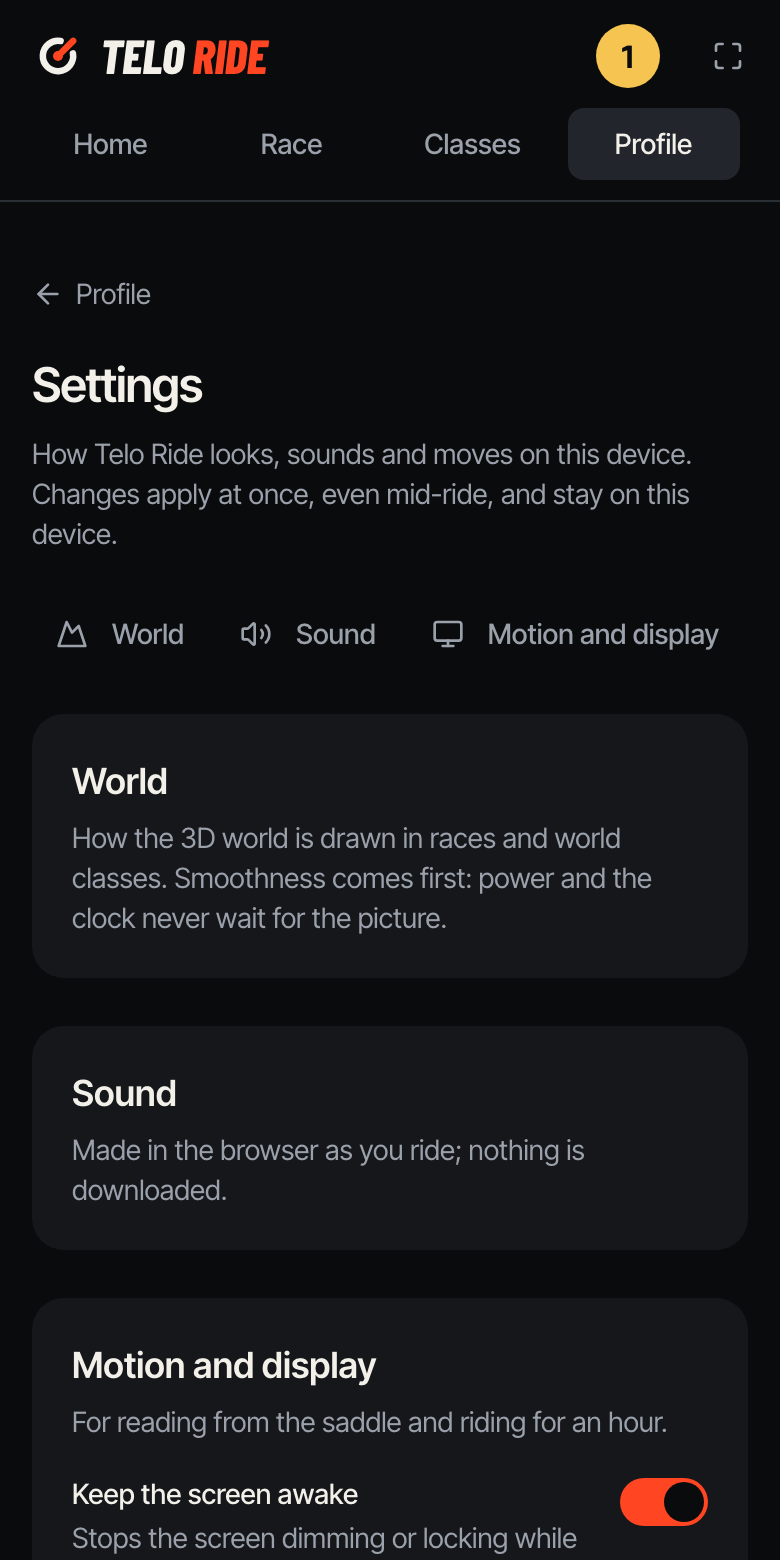 TELO RIDE
1
Home Race Classes Profile
Profile
Settings
How Telo Ride looks, sounds and moves on this device.
Changes apply at once, even mid-ride, and stay on this
device.
World Sound Motion and display
World
How the 3D world is drawn in races and world
classes. Smoothness comes first: power and the
clock never wait for the picture.
Sound
Made in the browser as you ride; nothing is
downloaded.
Motion and display
For reading from the saddle and riding for an hour.
Keep the screen awake
Stops the screen dimming or locking while